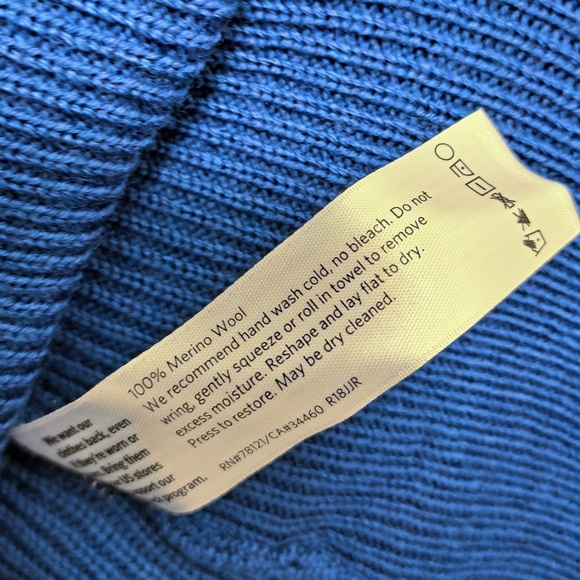 100% Merino Wool
We recommend hand wash cold, no bleach. Do not
wring, gently squeeze or roll in towel to remove
excess moisture. Reshape and lay flat to dry.
Press to restore. May be dry cleaned.
RN#78121/CA#34460 R18JJR
We want our
clothes back, even
if they're worn or
Bring them
US stores
our
program.